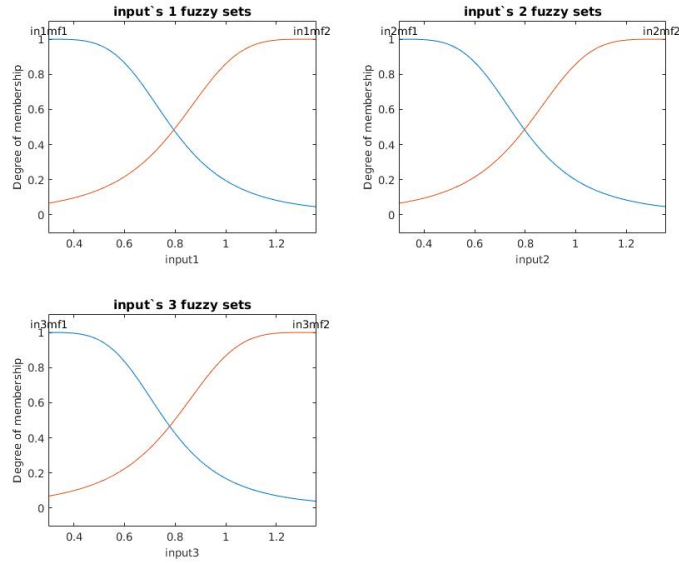 input`s 1 fuzzy sets
in1mf1
in1mf2
1
0.8
0.6
0.4
0.2
0
Degree of membership
0.4
0.6
0.8
1
1.2
input1
input`s 2 fuzzy sets
in2mf1
in2mf2
1
0.8
0.6
0.4
0.2
0
Degree of membership
0.4
0.6
0.8
1
1.2
input2
input`s 3 fuzzy sets
in3mf1
in3mf2
1
0.8
0.6
0.4
0.2
0
Degree of membership
0.4
0.6
0.8
1
1.2
input3